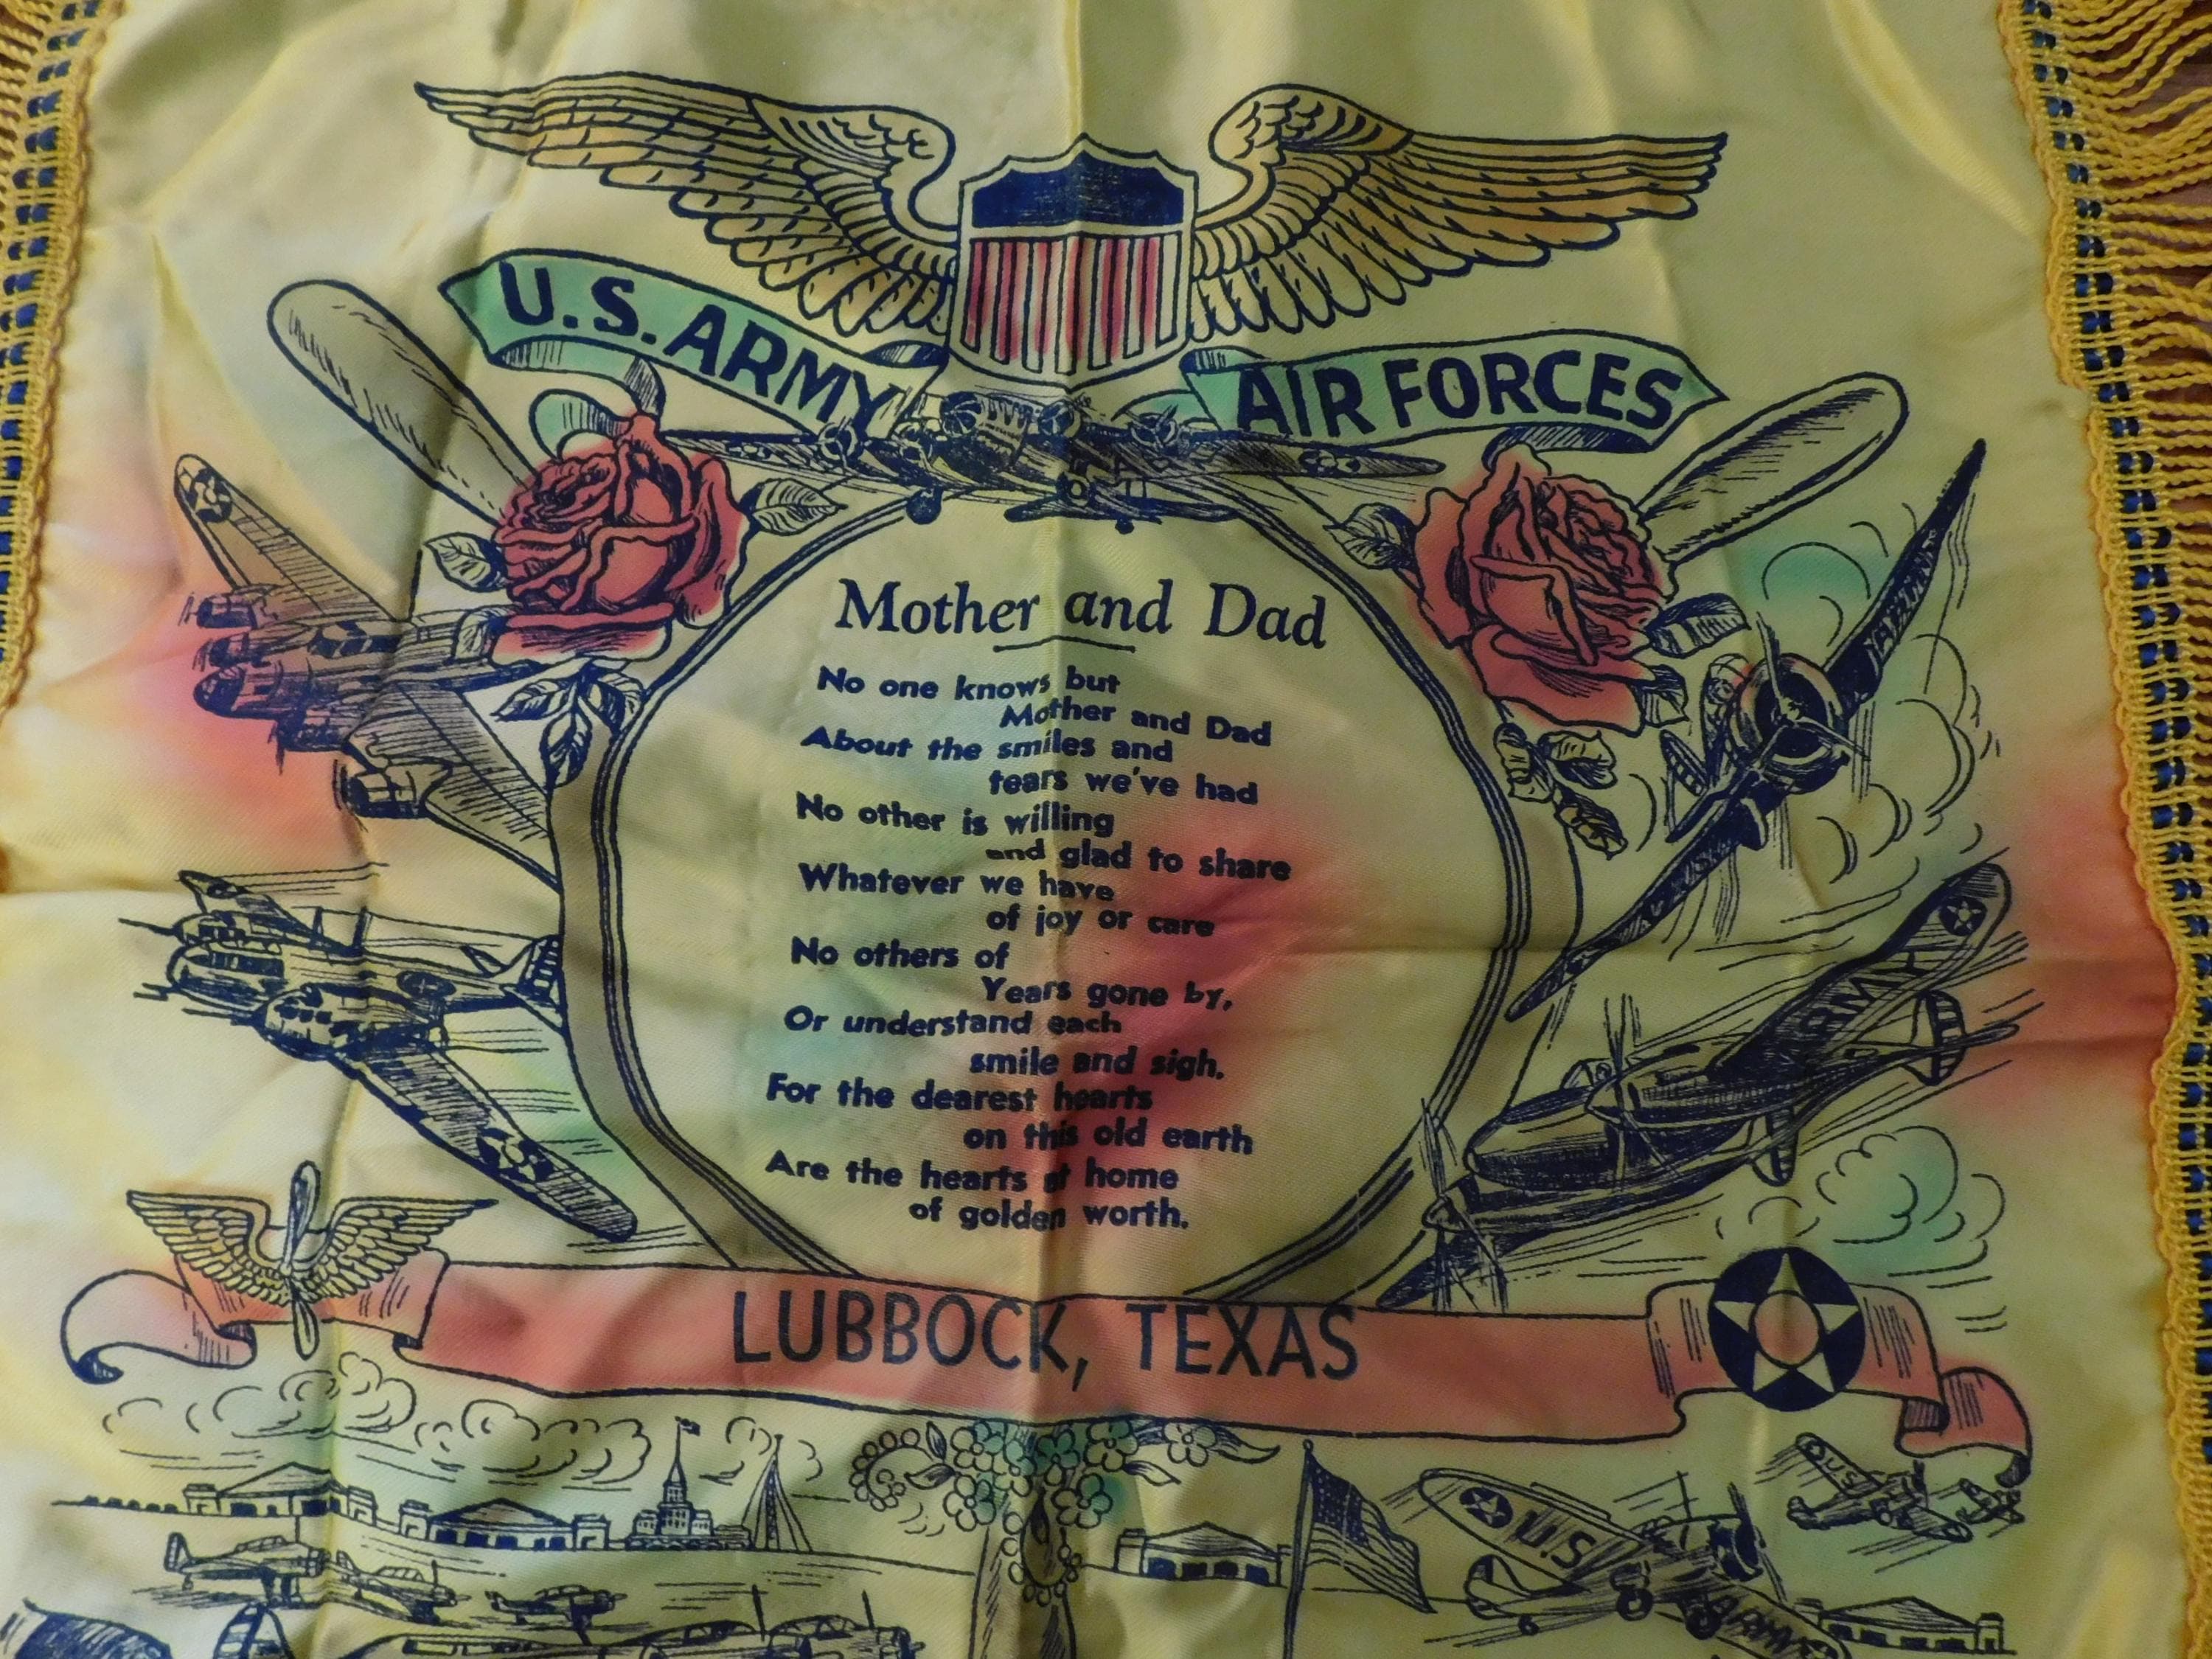 U.S. ARMY AIR FORCES
Mother and Dad
No one knows but
Mother and Dad
About the smiles and
tears we've had
No other is willing
and glad to share
Whatever we have
of joy or care
No others of
Years gone by,
Or understand each
smile and sigh.
For the dearest hearts
on this old earth
Are the hearts at home
of golden worth.
ARMY
LUBBOCK, TEXAS
U.S.
U.S.
ARMY